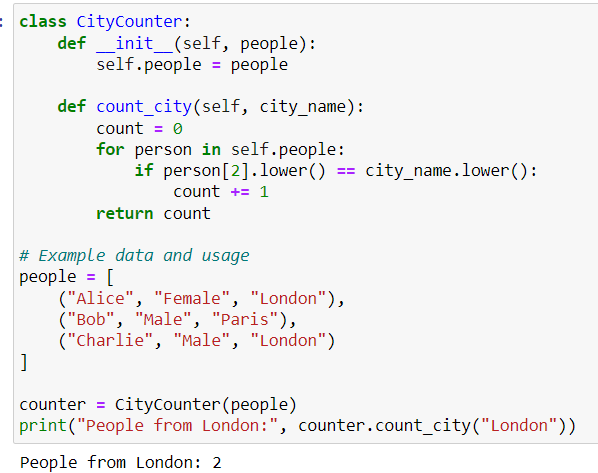 class CityCounter:
    def __init__(self, people):
        self.people = people
    def count_city(self, city_name):
        count = 0
        for person in self.people:
            if person[2].lower() == city_name.lower():
                count += 1
        return count
# Example data and usage
people = [
    ("Alice", "Female", "London"),
    ("Bob", "Male", "Paris"),
    ("Charlie", "Male", "London")
]
counter = CityCounter(people)
print("People from London:", counter.count_city("London"))
People from London: 2